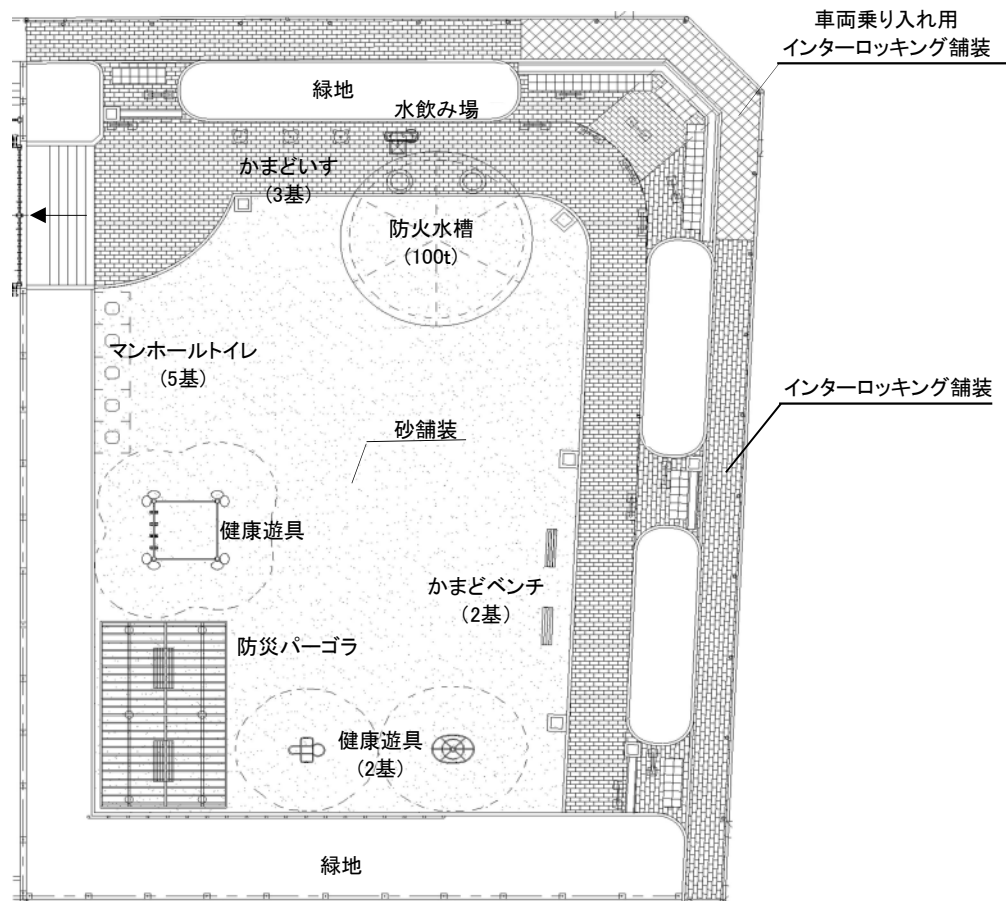 車両乗り入れ用
インターロッキング舗装
緑地
水飲み場
かまどいす
(3基)
防火水槽
(100t)
マンホールトイレ
(5基)
インターロッキング舗装
砂舗装
健康遊具
かまどベンチ
(2基)
防災パーゴラ
健康遊具
(2基)
緑地